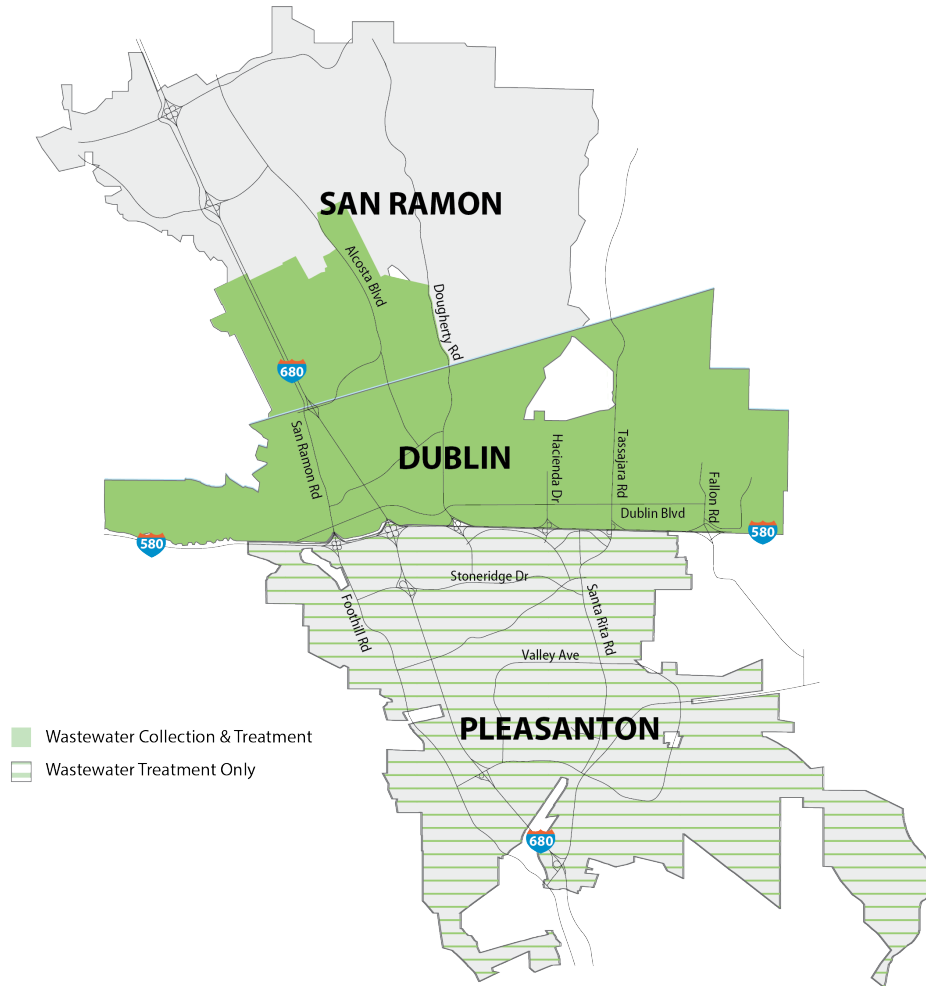 SAN RAMON
Alcosta Blvd
Dougherty Rd
680
San Ramon Rd
DUBLIN
Hacienda Dr
Tassajara Rd
Fallon Rd
Dublin Blvd
580
580
Stoneridge Dr
Foothill Rd
Santa Rita Rd
Valley Ave
PLEASANTON
Wastewater Collection & Treatment
Wastewater Treatment Only
680